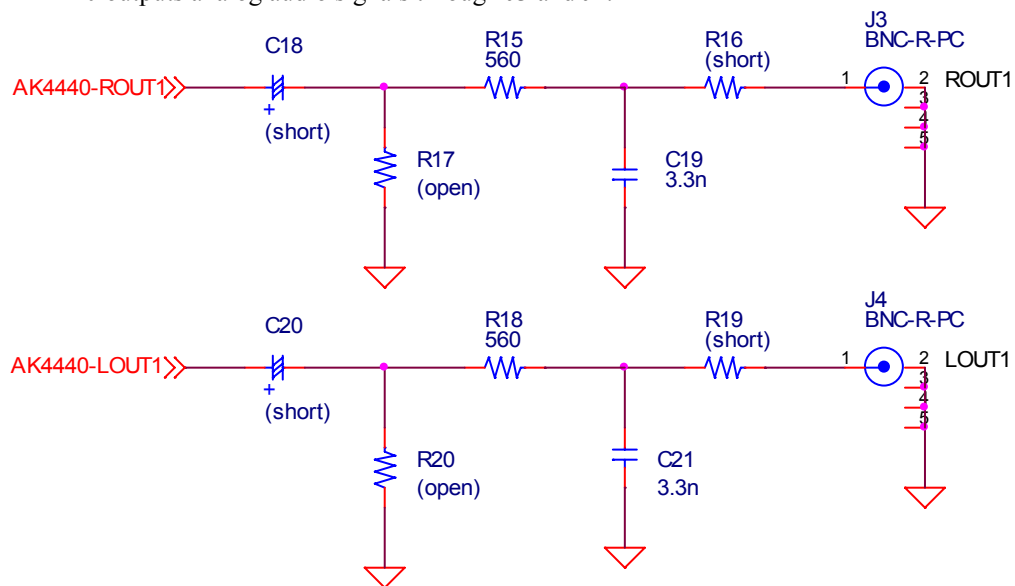 J3
BNC-R-PC
C18
R15
560
R16
(short)
AK4440-ROUT1
1
2
ROUT1
3
4
5
+
(short)
R17
(open)
C19
3.3n
J4
BNC-R-PC
C20
R18
560
R19
(short)
AK4440-LOUT1
1
2
LOUT1
3
4
5
+
(short)
R20
(open)
C21
3.3n